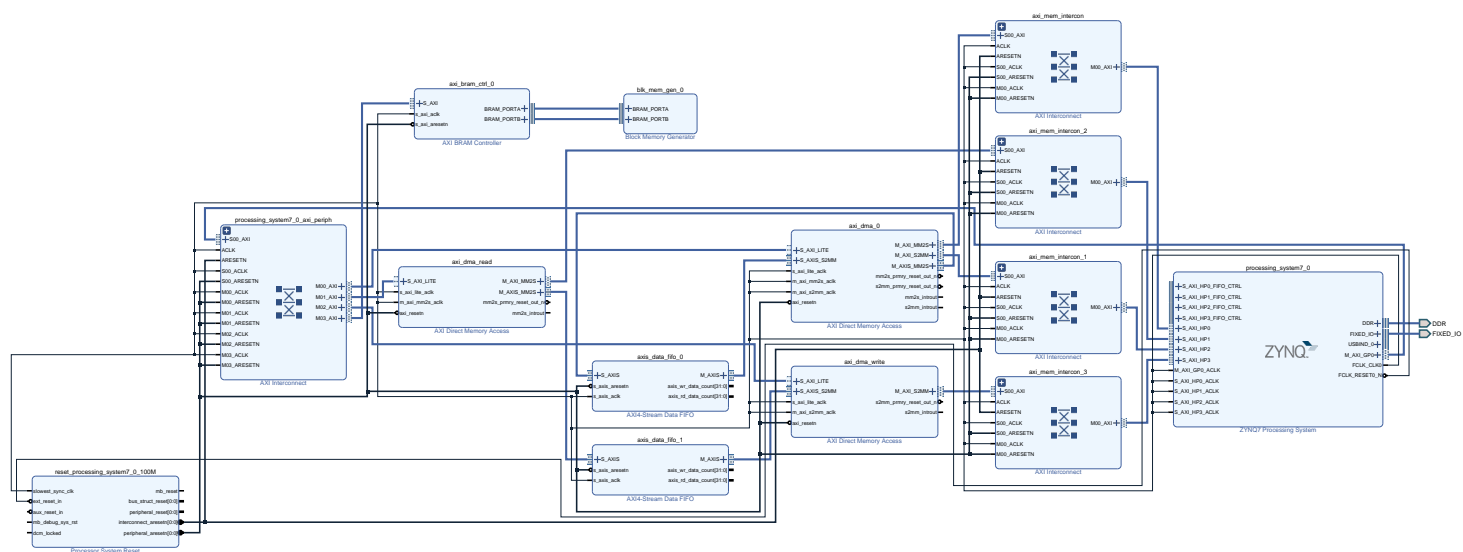 axi_mem_intercon
S00_AXI
ACLK
ARESETN
S00_ACLK
S00_ARESETN
M00_ACLK
M00_ARESETN
M00_AXI
AXI Interconnect
axi_bram_ctrl_0
S_AXI
s_axi_aclk
s_axi_aresetn
BRAM_PORTA
BRAM_PORTB
AXI BRAM Controller
blk_mem_gen_0
BRAM_PORTA
BRAM_PORTB
Block Memory Generator
axi_mem_intercon_2
S00_AXI
ACLK
ARESETN
S00_ACLK
S00_ARESETN
M00_ACLK
M00_ARESETN
M00_AXI
AXI Interconnect
processing_system7_0_axi_periph
S00_AXI
ACLK
ARESETN
S00_ACLK
S00_ARESETN
M00_ACLK
M00_ARESETN
M01_ACLK
M01_ARESETN
M02_ACLK
M02_ARESETN
M03_ACLK
M03_ARESETN
M00_AXI
M01_AXI
M02_AXI
M03_AXI
AXI Interconnect
axi_dma_read
S_AXI_LITE
s_axi_lite_aclk
m_axi_mm2s_aclk
axi_resetn
M_AXI_MM2S
M_AXIS_MM2S
mm2s_prmry_reset_out_n
mm2s_introut
AXI Direct Memory Access
axi_dma_0
S_AXI_LITE
S_AXIS_S2MM
s_axi_lite_aclk
m_axi_mm2s_aclk
m_axi_s2mm_aclk
axi_resetn
M_AXI_MM2S
M_AXI_S2MM
M_AXIS_MM2S
mm2s_prmry_reset_out_n
s2mm_prmry_reset_out_n
mm2s_introut
s2mm_introut
AXI Direct Memory Access
axi_mem_intercon_1
S00_AXI
ACLK
ARESETN
S00_ACLK
S00_ARESETN
M00_ACLK
M00_ARESETN
M00_AXI
AXI Interconnect
processing_system7_0
S_AXI_HP0_FIFO_CTRL
S_AXI_HP1_FIFO_CTRL
S_AXI_HP2_FIFO_CTRL
S_AXI_HP3_FIFO_CTRL
S_AXI_HP0
S_AXI_HP1
S_AXI_HP2
S_AXI_HP3
M_AXI_GP0_ACLK
S_AXI_HP0_ACLK
S_AXI_HP1_ACLK
S_AXI_HP2_ACLK
S_AXI_HP3_ACLK
ZYNQ
DDR
FIXED_IO
USBIND_0
M_AXI_GP0
FCLK_CLK0
FCLK_RESET0_N
ZYNQ7 Processing System
DDR
FIXED_IO
axis_data_fifo_0
S_AXIS
s_axis_aresetn
s_axis_aclk
M_AXIS
axis_wr_data_count[31:0]
axis_rd_data_count[31:0]
AXI4-Stream Data FIFO
axi_dma_write
S_AXI_LITE
S_AXIS_S2MM
s_axi_lite_aclk
m_axi_s2mm_aclk
axi_resetn
M_AXI_S2MM
s2mm_prmry_reset_out_n
s2mm_introut
AXI Direct Memory Access
axi_mem_intercon_3
S00_AXI
ACLK
ARESETN
S00_ACLK
S00_ARESETN
M00_ACLK
M00_ARESETN
M00_AXI
AXI Interconnect
axis_data_fifo_1
S_AXIS
s_axis_aresetn
s_axis_aclk
M_AXIS
axis_wr_data_count[31:0]
axis_rd_data_count[31:0]
AXI4-Stream Data FIFO
reset_processing_system7_0_100M
slowest_sync_clk
ext_reset_in
aux_reset_in
mb_debug_sys_rst
dcm_locked
mb_reset
bus_struct_reset[0:0]
peripheral_reset[0:0]
interconnect_aresetn[0:0]
peripheral_aresetn[0:0]
Processor System Reset